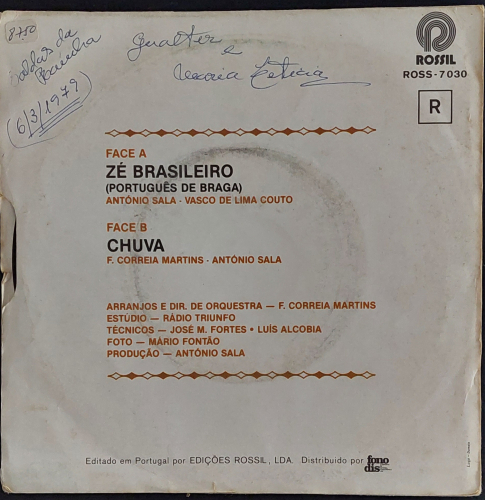 8750
Caldas da
Rainha
(6/3/1979)
Gualter e
Maria Letícia
ROSSIL
ROSS-7030
R
FACE A
ZÉ BRASILEIRO
(PORTUGUÊS DE BRAGA)
ANTÓNIO SALA - VASCO DE LIMA COUTO
FACE B
CHUVA
F. CORREIA MARTINS - ANTÓNIO SALA
ARRANJOS E DIR. DE ORQUESTRA — F. CORREIA MARTINS
ESTÚDIO — RÁDIO TRIUNFO
TÉCNICOS — JOSÉ M. FORTES • LUÍS ALCOBIA
FOTO — MÁRIO FONTÃO
PRODUÇÃO — ANTÓNIO SALA
Editado em Portugal por EDIÇÕES ROSSIL, LDA. Distribuído por fono
dis